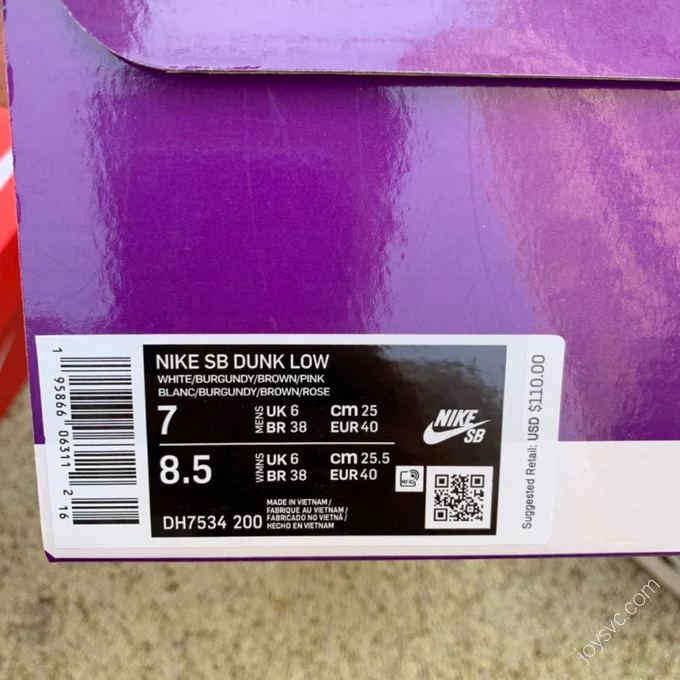 NIKE SB DUNK LOW
WHITE/BURGUNDY/BROWN/PINK
BLANC/BURGUNDY/BROWN/ROSE
7 MENS UK 6 cm 25
BR 38 EUR 40
8.5 WMNS UK 6 cm 25.5
BR 38 EUR 40
DH7534 200
MADE IN VIETNAM /
FABRIQUE AU VIETNAM /
FABRICADO NO VIETNÃ /
HECHO EN VIETNAM
NIKE
SB
RFID
1 95866 06311 2 16
Suggested Retail: USD $110.00
joysvc.com